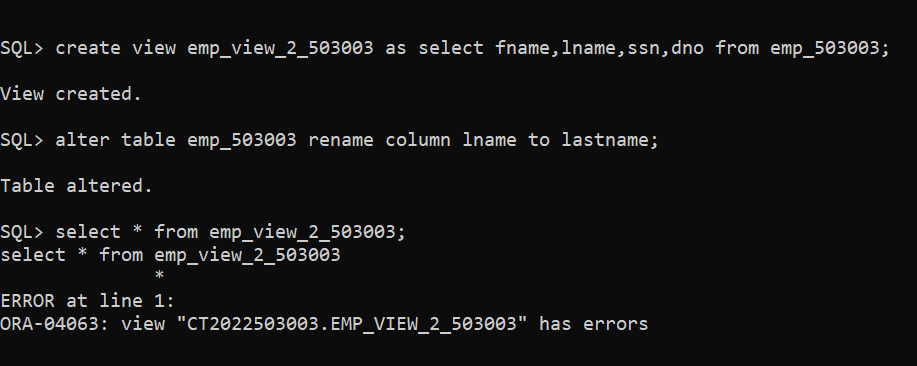 SQL> create view emp_view_2_503003 as select fname,lname,ssn,dno from emp_503003;
View created.
SQL> alter table emp_503003 rename column lname to lastname;
Table altered.
SQL> select * from emp_view_2_503003;
select * from emp_view_2_503003
*
ERROR at line 1:
ORA-04063: view "CT2022503003.EMP_VIEW_2_503003" has errors